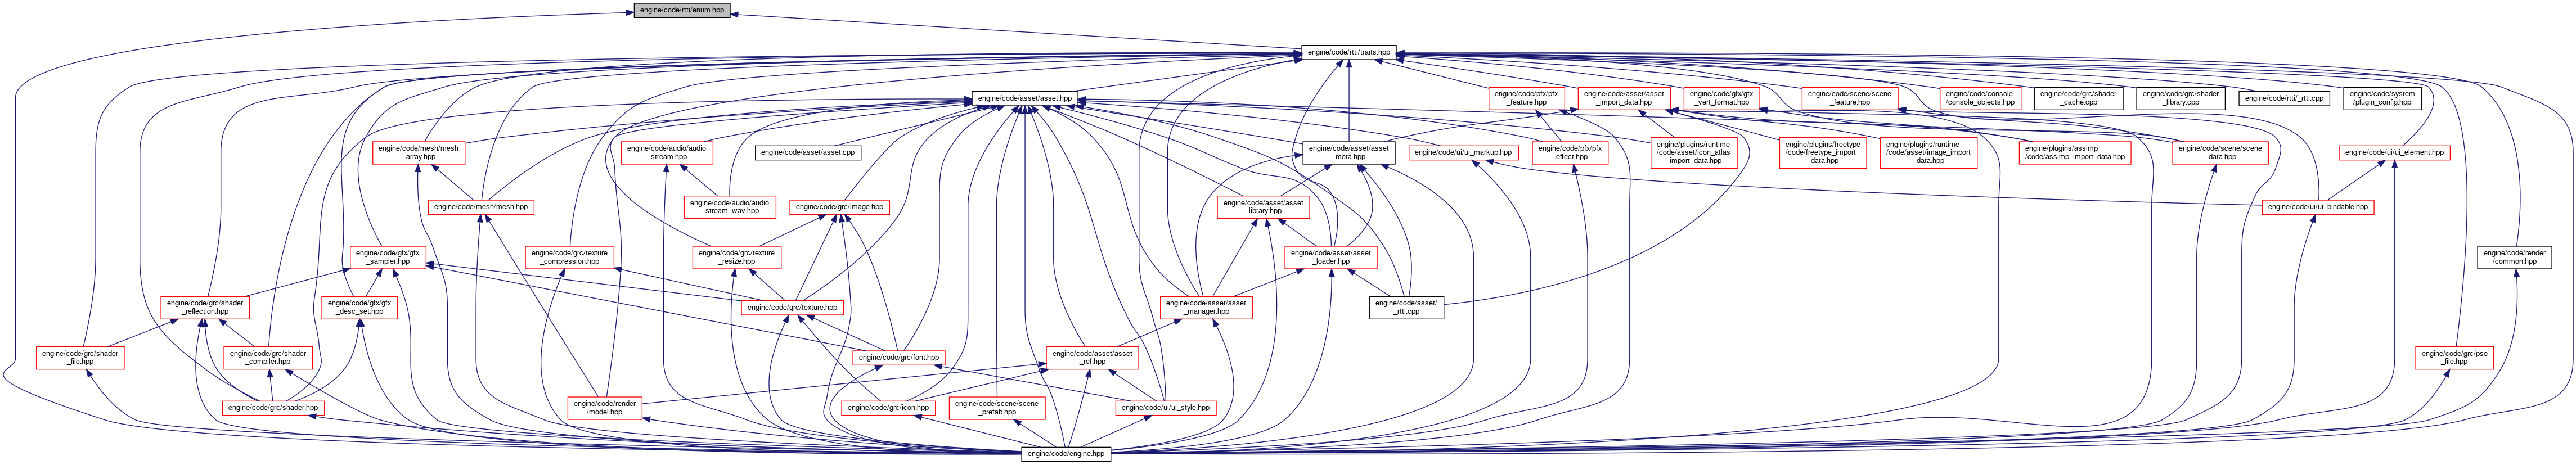 engine/code/rtti/enum.hpp
engine/code/rtti/traits.hpp
engine/code/asset/asset.hpp
engine/code/pfx/pfx
_feature.hpp
engine/code/asset/asset
_import_data.hpp
engine/code/gfx/gfx
_vert_format.hpp
engine/code/scene/scene
_feature.hpp
engine/code/console
/console_objects.hpp
engine/code/grc/shader
_cache.cpp
engine/code/grc/shader
_library.cpp
engine/code/rtti/_rtti.cpp
engine/code/system
/plugin_config.hpp
engine/code/mesh/mesh
_array.hpp
engine/code/audio/audio
_stream.hpp
engine/code/asset/asset.cpp
engine/code/asset/asset
_meta.hpp
engine/code/ui/ui_markup.hpp
engine/code/pfx/pfx
_effect.hpp
engine/plugins/runtime
/code/asset/icon_atlas
_import_data.hpp
engine/plugins/freetype
/code/freetype_import
_data.hpp
engine/plugins/runtime
/code/asset/image_import
_data.hpp
engine/plugins/assimp
/code/assimp_import_data.hpp
engine/code/scene/scene
_data.hpp
engine/code/ui/ui_element.hpp
engine/code/mesh/mesh.hpp
engine/code/audio/audio
_stream_wav.hpp
engine/code/grc/image.hpp
engine/code/asset/asset
_library.hpp
engine/code/ui/ui_bindable.hpp
engine/code/gfx/gfx
_sampler.hpp
engine/code/grc/texture
_compression.hpp
engine/code/grc/texture
_resize.hpp
engine/code/asset/asset
_loader.hpp
engine/code/render
/common.hpp
engine/code/grc/shader
_reflection.hpp
engine/code/gfx/gfx
_desc_set.hpp
engine/code/grc/texture.hpp
engine/code/asset/asset
_manager.hpp
engine/code/asset/
_rtti.cpp
engine/code/grc/shader
_file.hpp
engine/code/grc/shader
_compiler.hpp
engine/code/grc/font.hpp
engine/code/asset/asset
_ref.hpp
engine/code/grc/pso
_file.hpp
engine/code/grc/shader.hpp
engine/code/render
/model.hpp
engine/code/grc/icon.hpp
engine/code/scene/scene
_prefab.hpp
engine/code/ui/ui_style.hpp
engine/code/engine.hpp